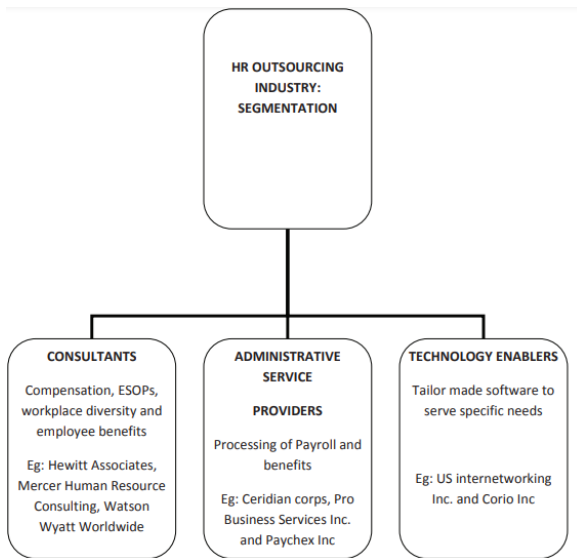 HR OUTSOURCING
INDUSTRY:
SEGMENTATION
CONSULTANTS
Compensation, ESOPs,
workplace diversity and
employee benefits
Eg: Hewitt Associates,
Mercer Human Resource
Consulting, Watson
Wyatt Worldwide
ADMINISTRATIVE
SERVICE
PROVIDERS
Processing of Payroll and
benefits
Eg: Ceridian corps, Pro
Business Services Inc.
and Paychex Inc
TECHNOLOGY ENABLERS
Tailor made software to
serve specific needs
Eg: US internetworking
Inc. and Corio Inc